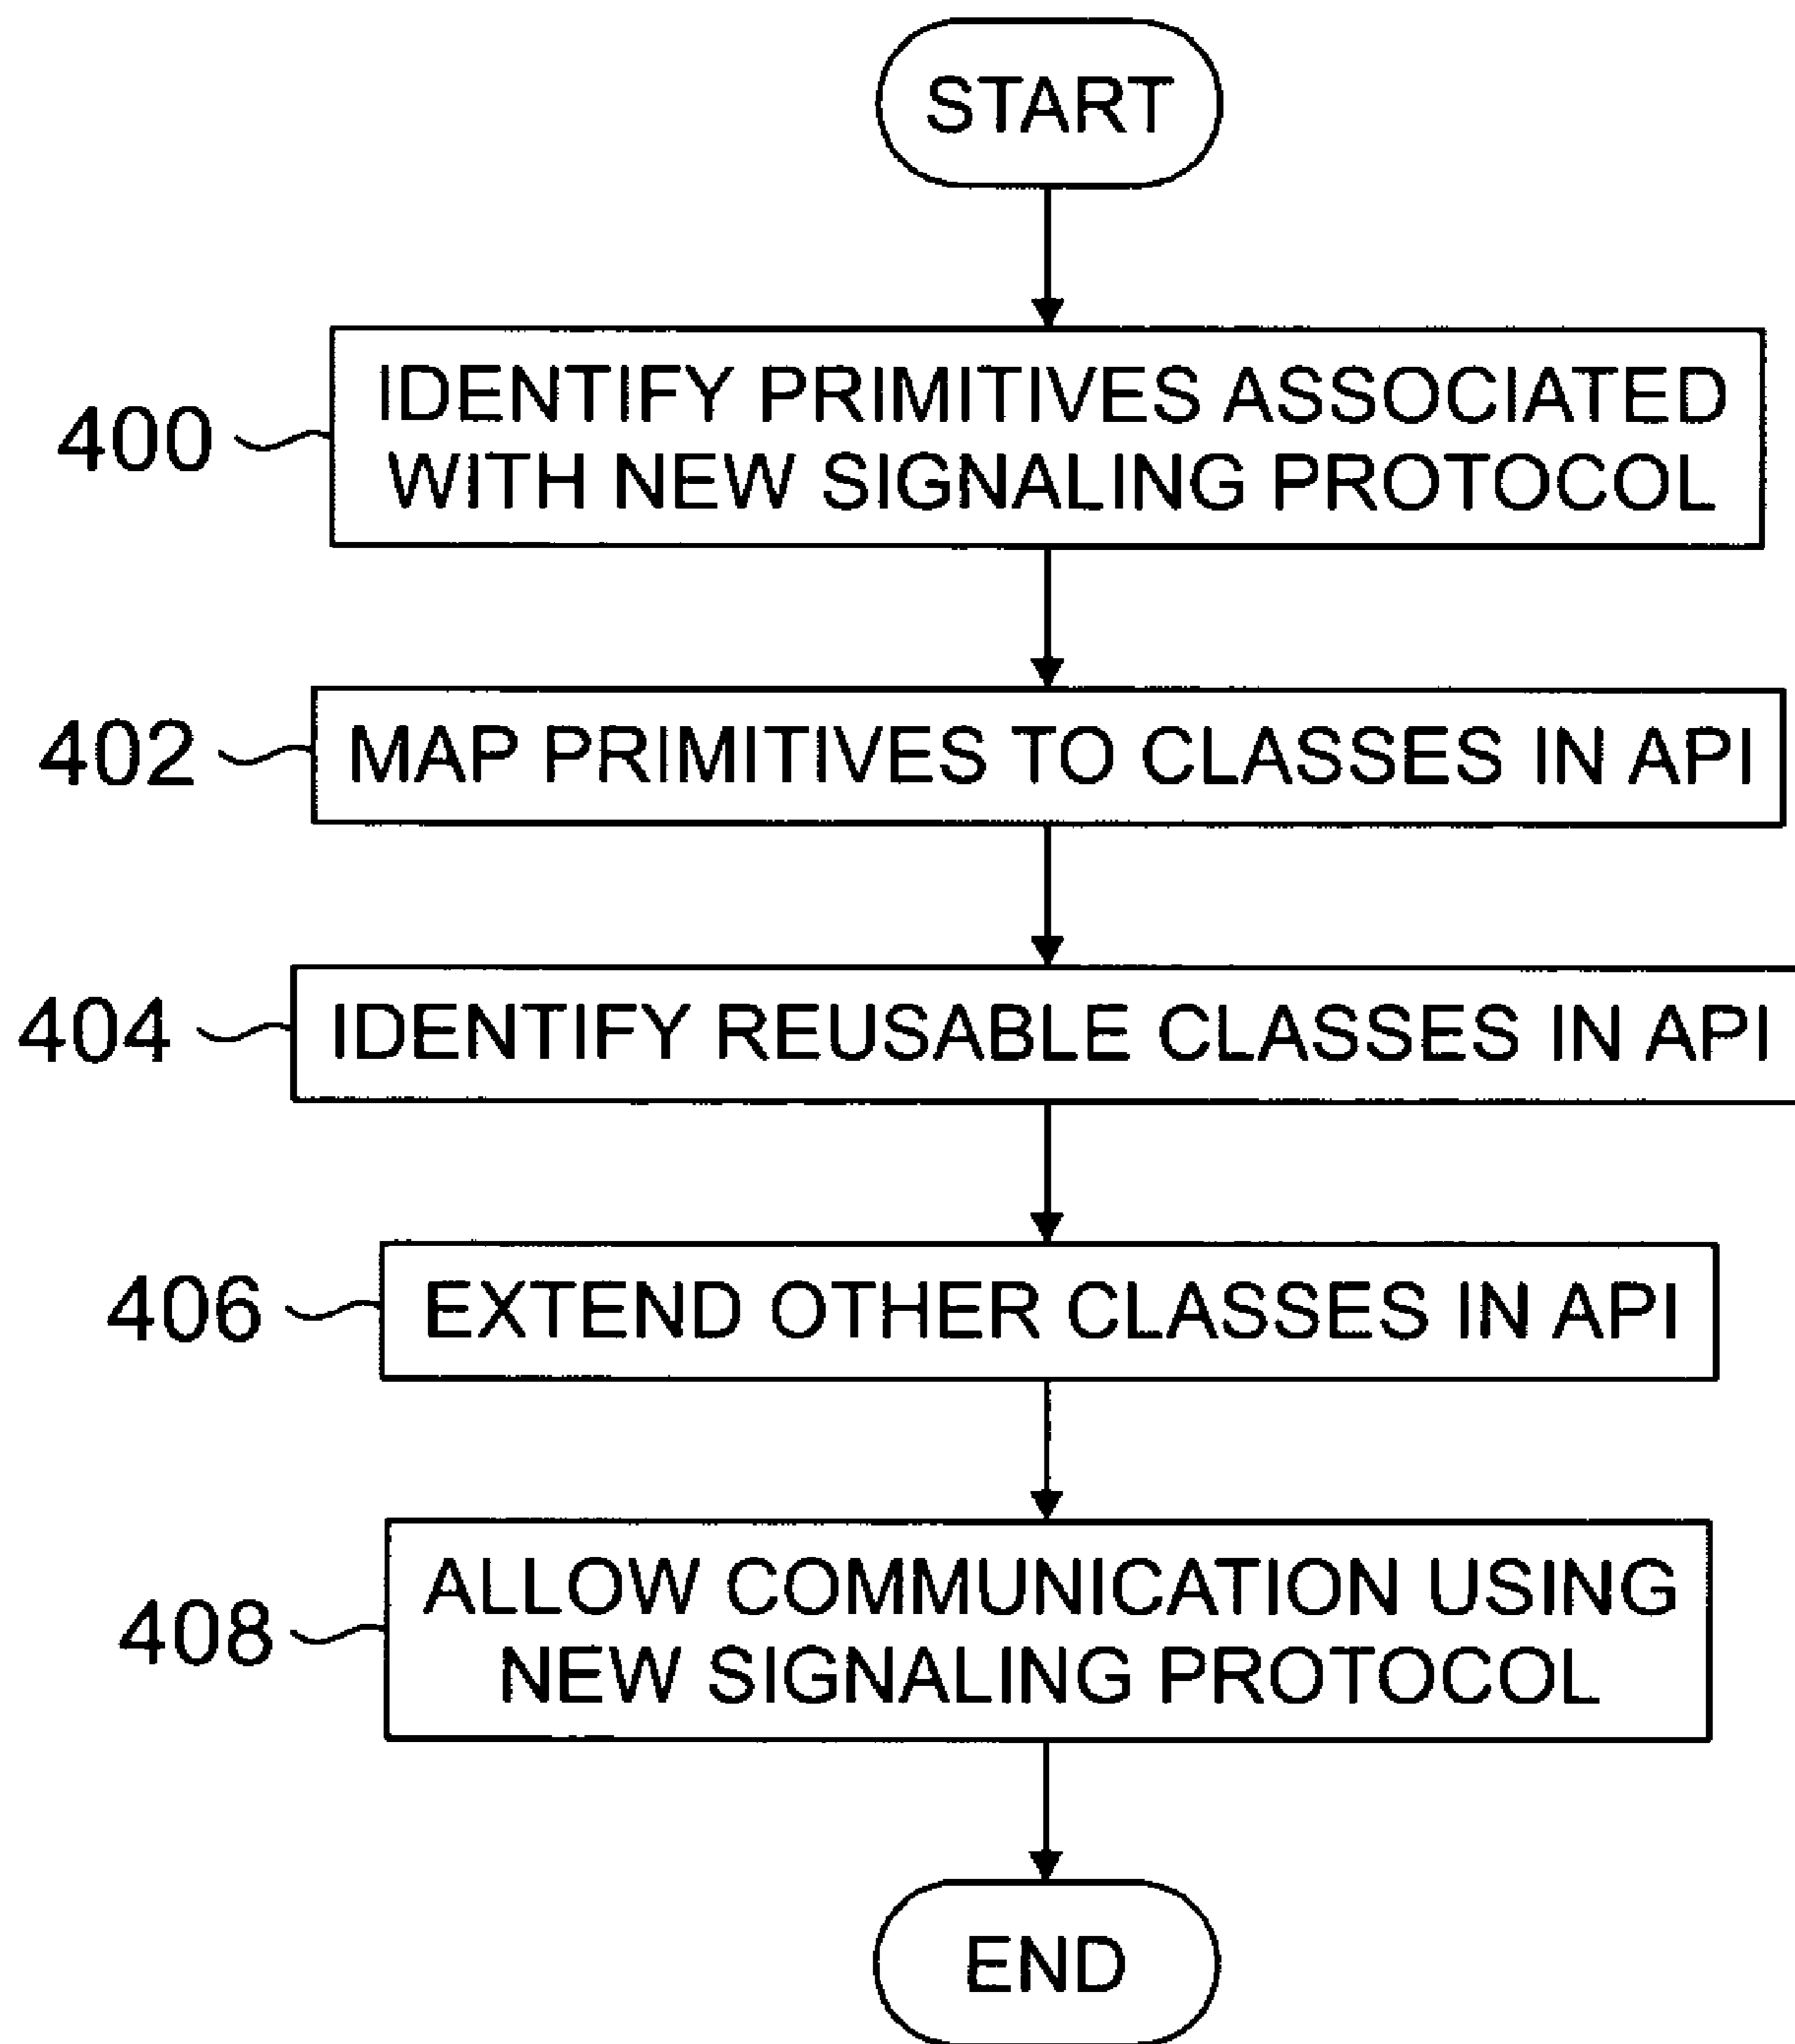 START
400
IDENTIFY PRIMITIVES ASSOCIATED
WITH NEW SIGNALING PROTOCOL
402
MAP PRIMITIVES TO CLASSES IN API
404
IDENTIFY REUSABLE CLASSES IN API
406
EXTEND OTHER CLASSES IN API
408
ALLOW COMMUNICATION USING
NEW SIGNALING PROTOCOL
END